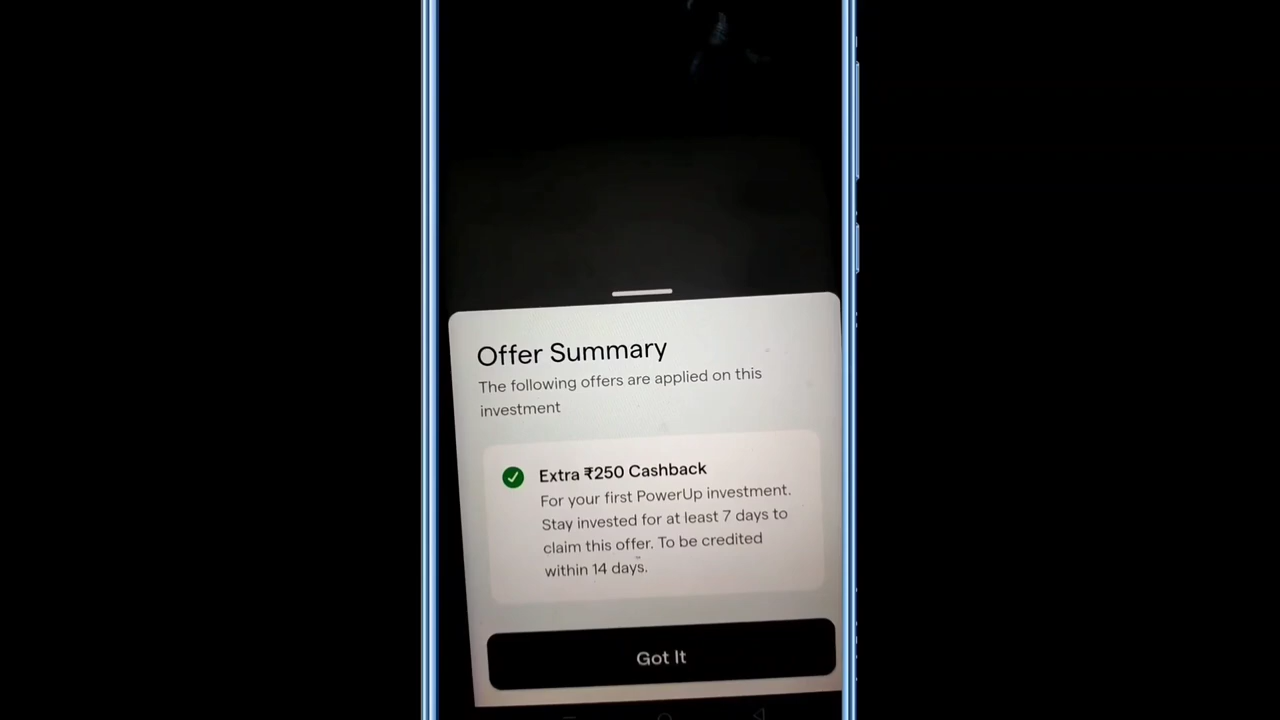 Offer Summary
The following offers are applied on this
investment
Extra ₹250 Cashback
For your first PowerUp investment.
Stay invested for at least 7 days to
claim this offer. To be credited
within 14 days.
Got It